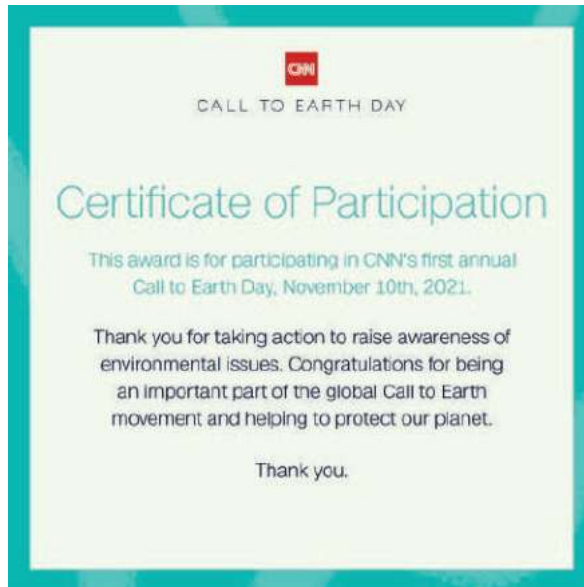 CNN
CALL TO EARTH DAY
Certificate of Participation
This award is for participating in CNN's first annual
Call to Earth Day, November 10th, 2021.
Thank you for taking action to raise awareness of
environmental issues. Congratulations for being
an important part of the global Call to Earth
movement and helping to protect our planet.
Thank you.